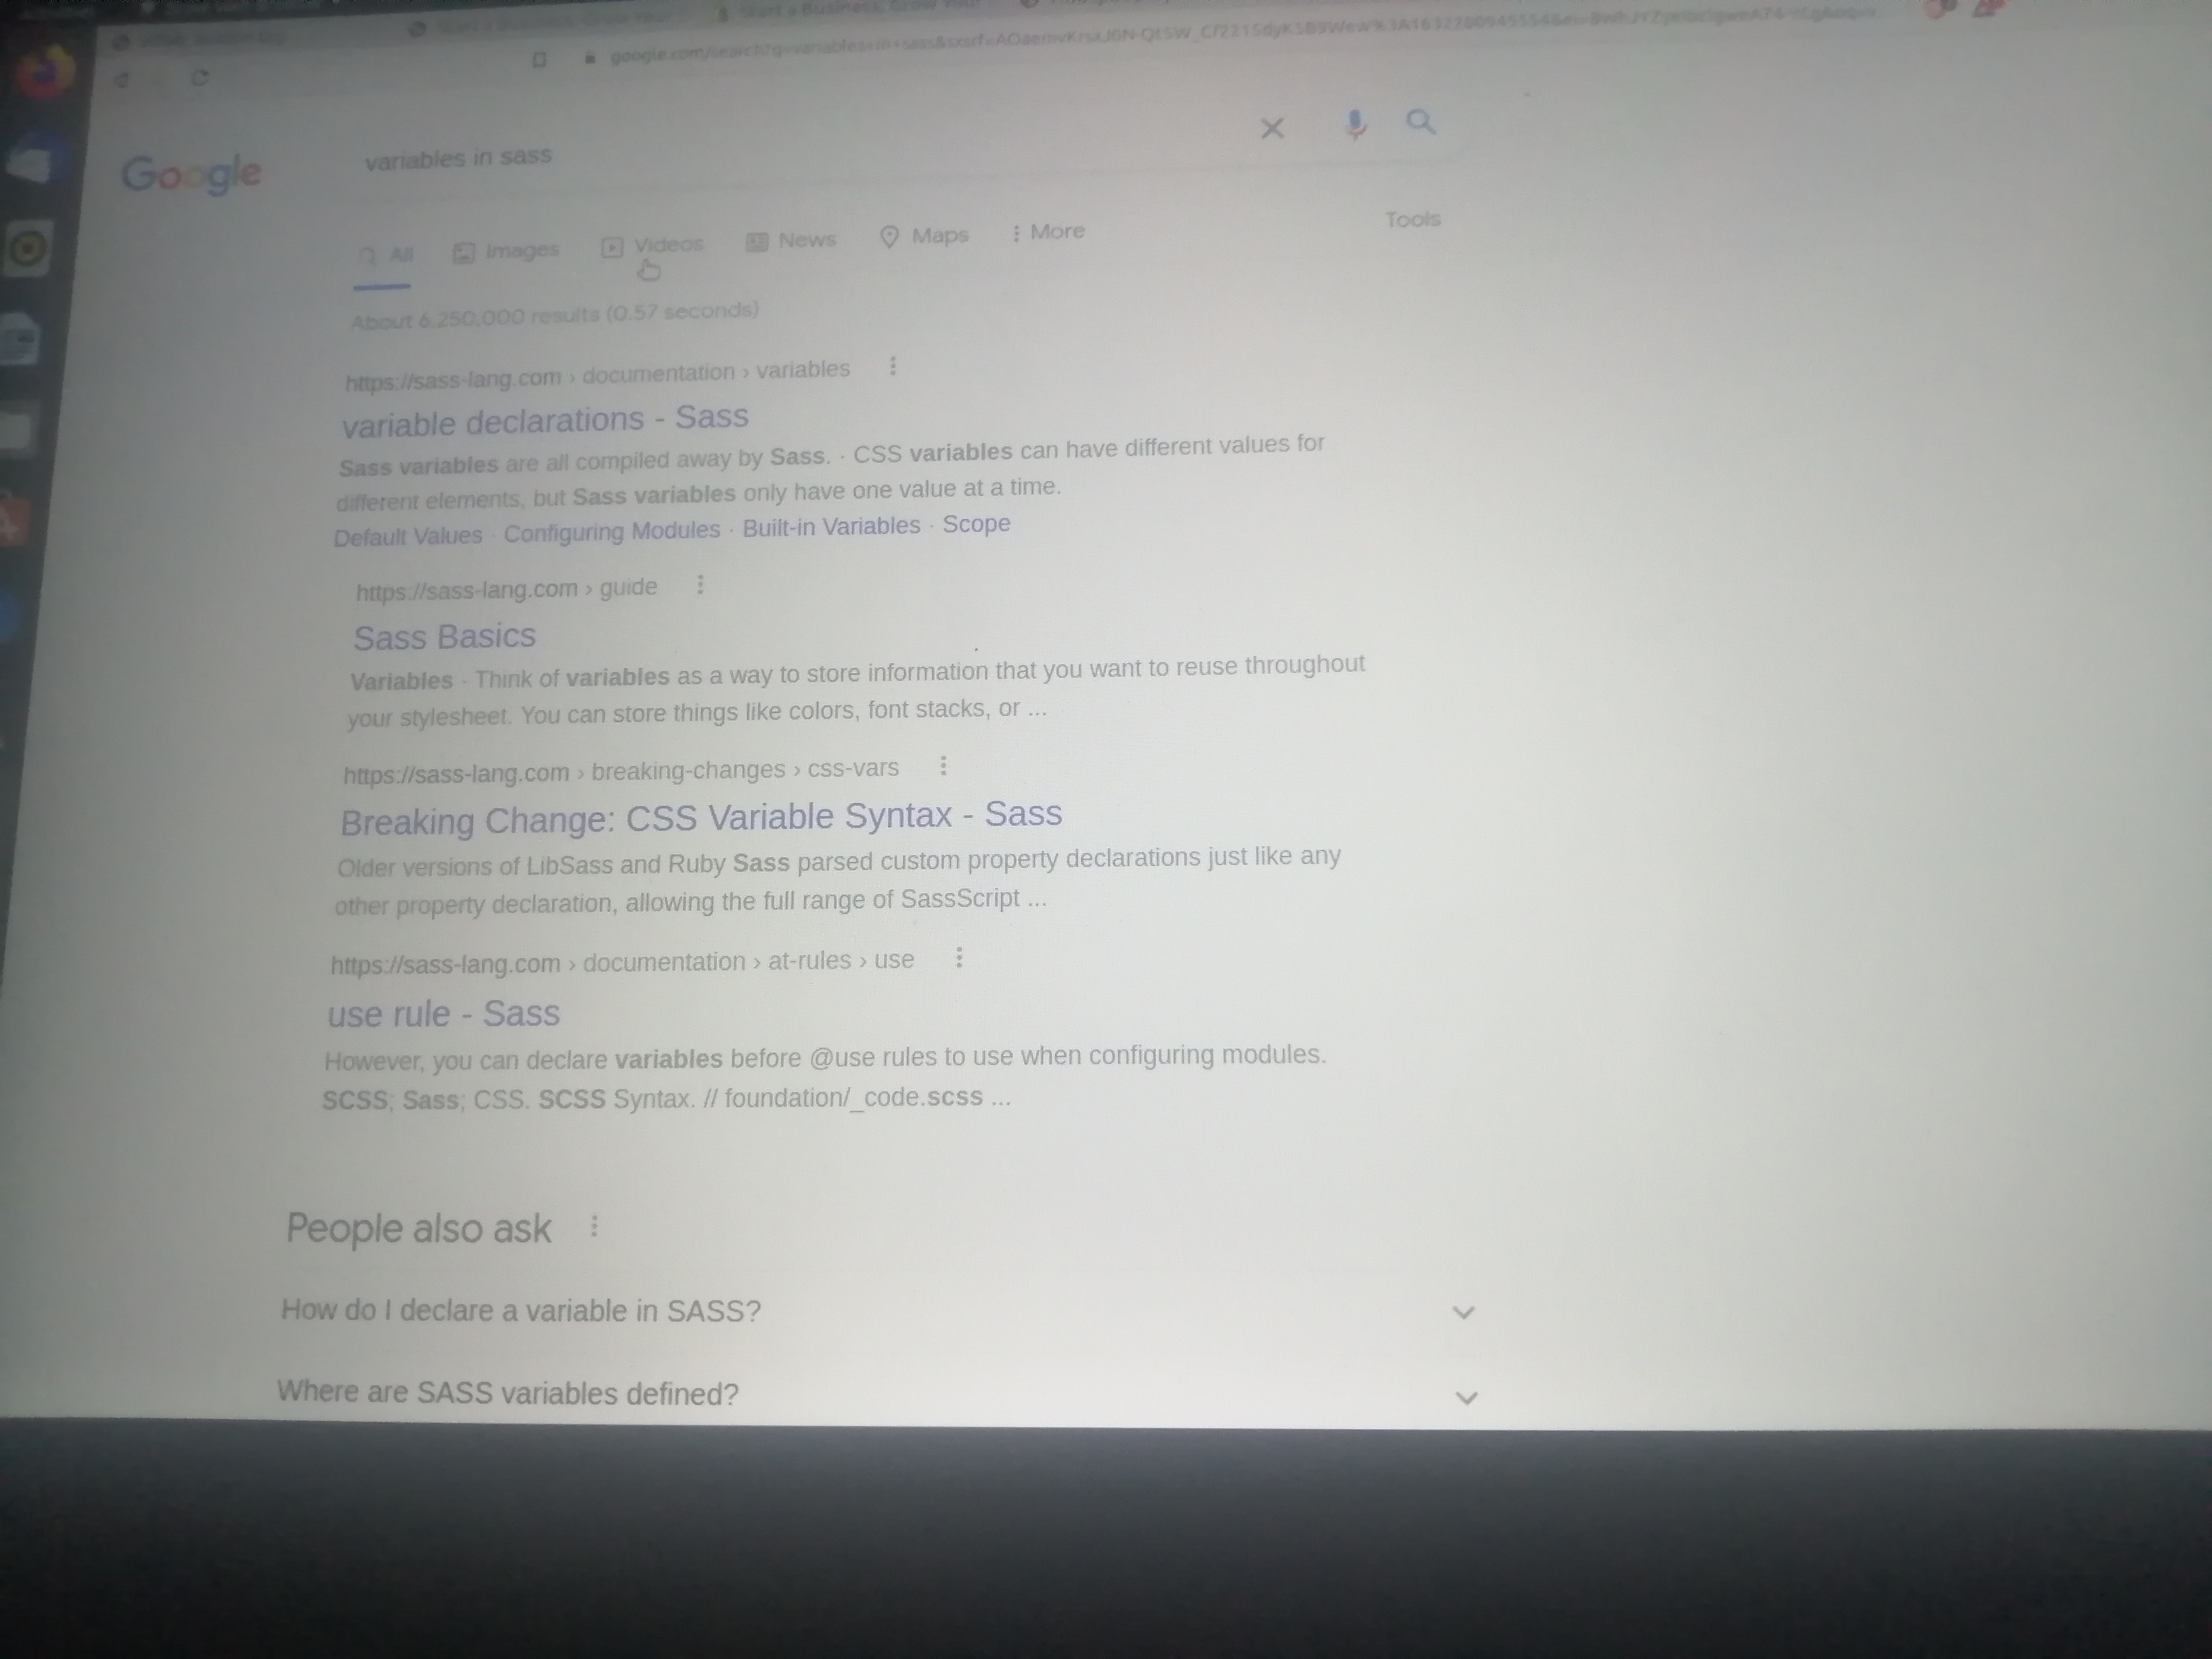 google.com/search?q=variables+in+sass&sxsrf=
Google
variables in sass
All Images Videos News Maps More
Tools
About 6,250,000 results (0.57 seconds)
https://sass-lang.com › documentation › variables
variable declarations - Sass
Sass variables are all compiled away by Sass. · CSS variables can have different values for
different elements, but Sass variables only have one value at a time.
Default Values · Configuring Modules · Built-in Variables · Scope
https://sass-lang.com › guide
Sass Basics
Variables · Think of variables as a way to store information that you want to reuse throughout
your stylesheet. You can store things like colors, font stacks, or ...
https://sass-lang.com › breaking-changes › css-vars
Breaking Change: CSS Variable Syntax - Sass
Older versions of LibSass and Ruby Sass parsed custom property declarations just like any
other property declaration, allowing the full range of SassScript ...
https://sass-lang.com › documentation › at-rules › use
use rule - Sass
However, you can declare variables before @use rules to use when configuring modules.
SCSS; Sass; CSS. SCSS Syntax. // foundation/_code.scss ...
People also ask
How do I declare a variable in SASS?
Where are SASS variables defined?